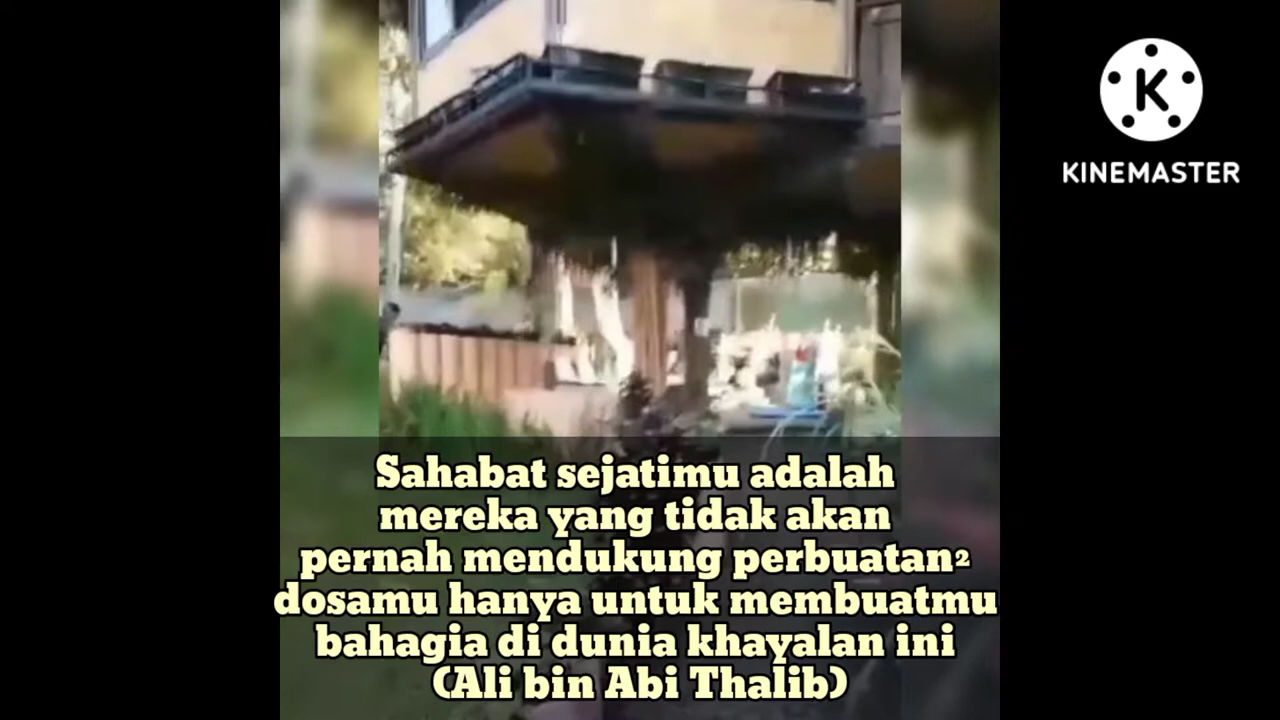 KINEMASTER
Sahabat sejatimu adalah
mereka yang tidak akan
pernah mendukung perbuatan²
dosamu hanya untuk membuatmu
bahagia di dunia khayalan ini
(Ali bin Abi Thalib)